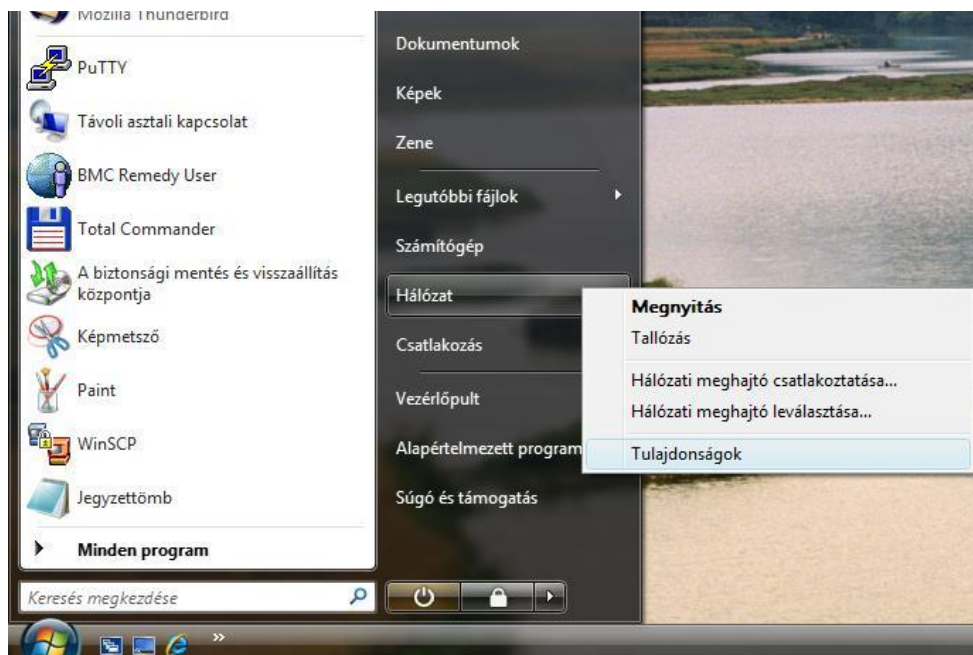 Mozilla Thunderbird
PuTTY
Távoli asztali kapcsolat
BMC Remedy User
Total Commander
A biztonsági mentés és visszaállítás
központja
Képmetsző
Paint
WinSCP
Jegyzettömb
Minden program
Keresés megkezdése
Dokumentumok
Képek
Zene
Legutóbbi fájlok
Számítógép
Hálózat
Csatlakozás
Vezérlőpult
Alapértelmezett program
Súgó és támogatás
Megnyitás
Tallózás
Hálózati meghajtó csatlakoztatása...
Hálózati meghajtó leválasztása...
Tulajdonságok
»